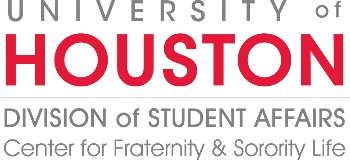 UNIVERSITY of
HOUSTON
DIVISION of STUDENT AFFAIRS
Center for Fraternity & Sorority Life